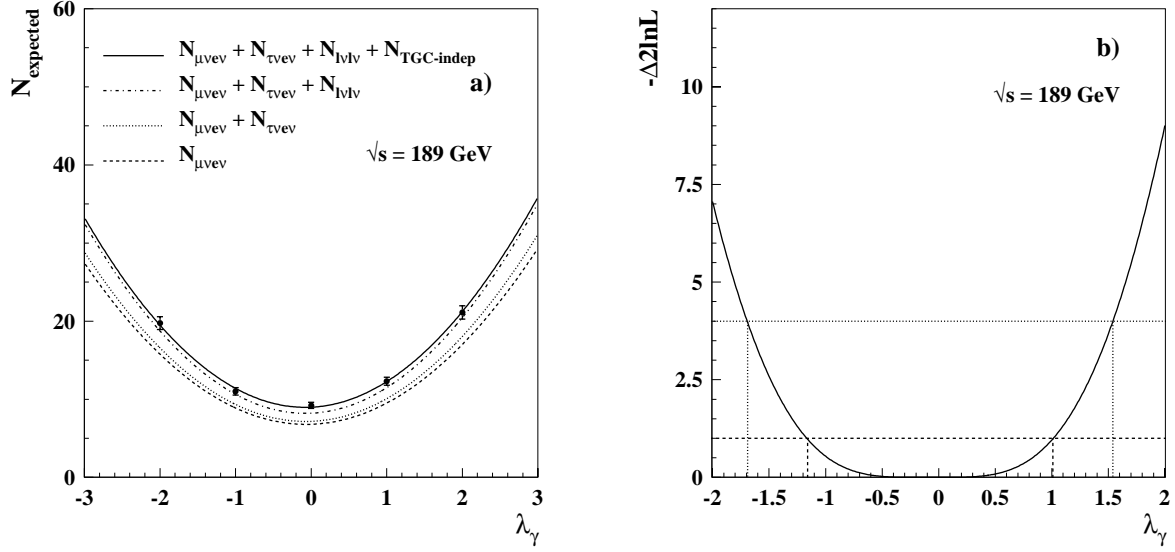 N_expected
60
40
20
0
N_μνeν + N_τνeν + N_lνlν + N_TGC-indep
N_μνeν + N_τνeν + N_lνlν
N_μνeν + N_τνeν
N_μνeν
a)
√s = 189 GeV
-3 -2 -1 0 1 2 3
λ_γ
-Δ2lnL
10
7.5
5
2.5
0
b)
√s = 189 GeV
-2 -1.5 -1 -0.5 0 0.5 1 1.5 2
λ_γ